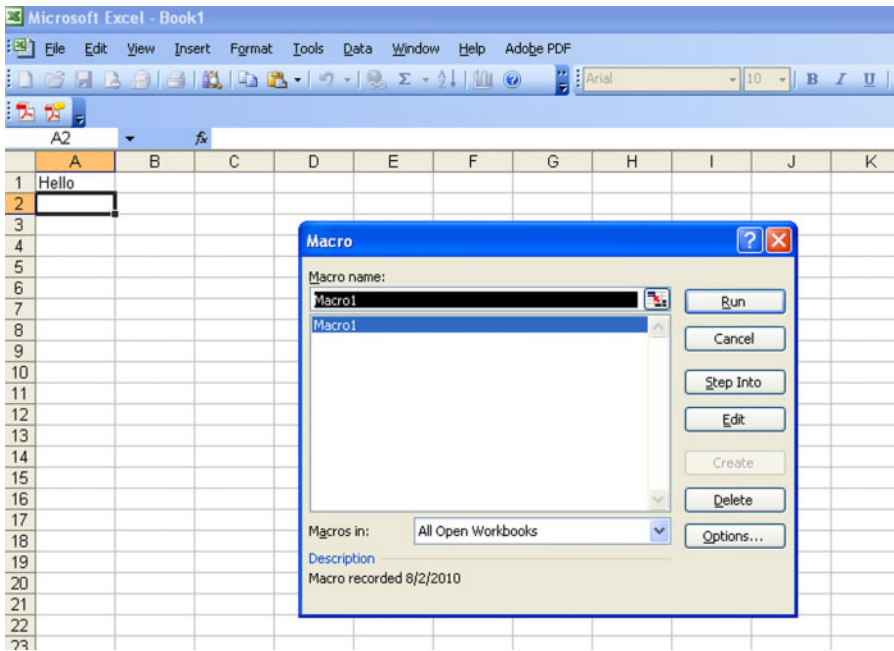 Microsoft Excel - Book1
File Edit View Insert Format Tools Data Window Help Adobe PDF
Arial 10 B I U
A2 fx
A B C D E F G H I J K
1 Hello
2
3
4
5
6
7
8
9
10
11
12
13
14
15
16
17
18
19
20
21
22
23
Macro
Macro name:
Macro1
Macro1
Run
Cancel
Step Into
Edit
Create
Delete
Macros in: All Open Workbooks
Options...
Description
Macro recorded 8/2/2010